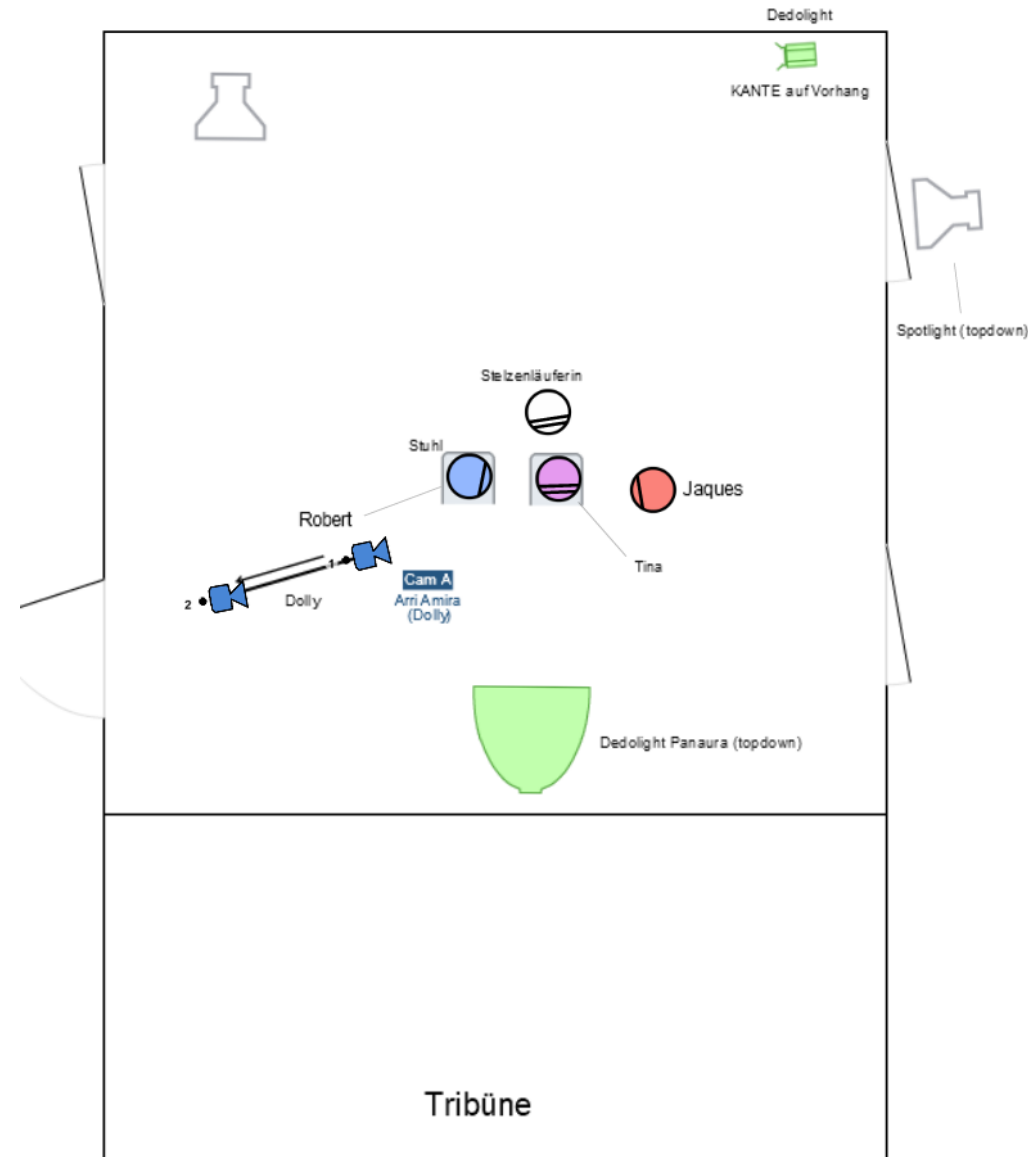 Dedolight
KANTE auf Vorhang
Spotlight (topdown)
Stelzenläuferin
Stuhl
Jaques
Robert
Tina
1
Cam A
Arri Amira
(Dolly)
Dolly
2
Dedolight Panaura (topdown)
Tribüne